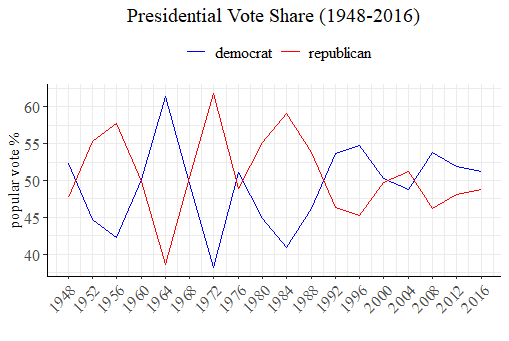 Presidential Vote Share (1948-2016)
democrat republican
popular vote %
60
55
50
45
40
1948 1952 1956 1960 1964 1968 1972 1976 1980 1984 1988 1992 1996 2000 2004 2008 2012 2016